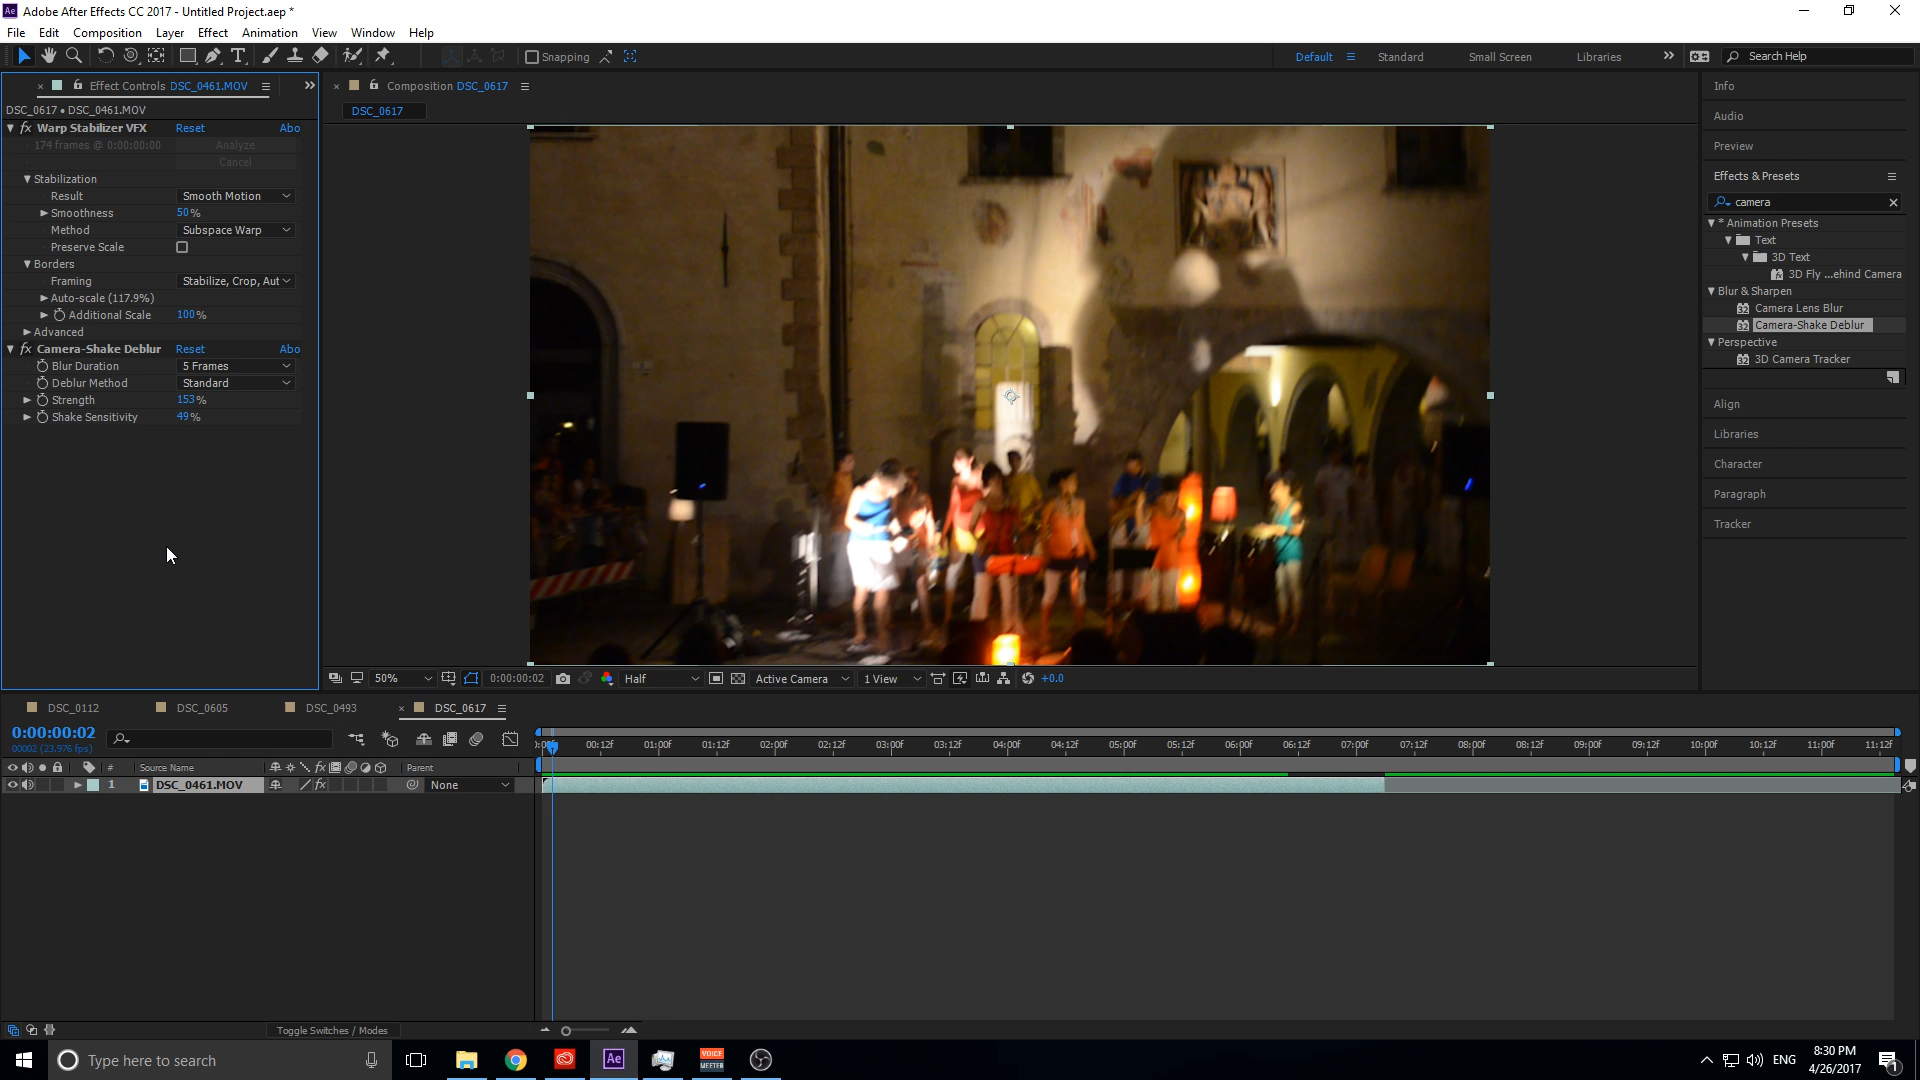 Adobe After Effects CC 2017 - Untitled Project.aep *
File Edit Composition Layer Effect Animation View Window Help
Snapping
Default Standard Small Screen Libraries Search Help
Effect Controls DSC_0461.MOV
DSC_0617 • DSC_0461.MOV
fx Warp Stabilizer VFX Reset Abo
174 frames @ 0:00:00:00 Analyze
Cancel
Stabilization
Result Smooth Motion
Smoothness 50%
Method Subspace Warp
Preserve Scale
Borders
Framing Stabilize, Crop, Aut
Auto-scale (117.9%)
Additional Scale 100%
Advanced
fx Camera-Shake Deblur Reset Abo
Blur Duration 5 Frames
Deblur Method Standard
Strength 153%
Shake Sensitivity 49%
Composition DSC_0617
DSC_0617
50% 0:00:00:02 Half Active Camera 1 View +0.0
Info
Audio
Preview
Effects & Presets
camera
* Animation Presets
Text
3D Text
3D Fly ...ehind Camera
Blur & Sharpen
Camera Lens Blur
Camera-Shake Deblur
Perspective
3D Camera Tracker
Align
Libraries
Character
Paragraph
Tracker
DSC_0112 DSC_0605 DSC_0493 DSC_0617
0:00:00:02
00002 (23.976 fps)
00:12f 01:00f 01:12f 02:00f 02:12f 03:00f 03:12f 04:00f 04:12f 05:00f 05:12f 06:00f 06:12f 07:00f 07:12f 08:00f 08:12f 09:00f 09:12f 10:00f 10:12f 11:00f 11:12f
# Source Name fx Parent
1 DSC_0461.MOV fx None
Toggle Switches / Modes
Type here to search
Ae
VOICE
MEETER
ENG
8:30 PM
4/26/2017
1